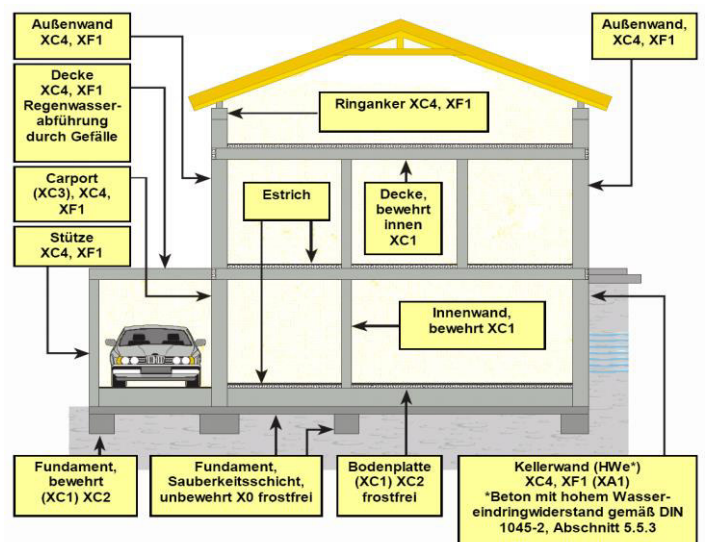 Außenwand
XC4, XF1
Außenwand,
XC4, XF1
Decke
XC4, XF1
Regenwasser-
abführung
durch Gefälle
Ringanker XC4, XF1
Carport
(XC3), XC4,
XF1
Estrich
Decke,
bewehrt
innen
XC1
Stütze
XC4, XF1
Innenwand,
bewehrt XC1
Fundament,
bewehrt
(XC1) XC2
Fundament,
Sauberkeitsschicht,
unbewehrt X0 frostfrei
Bodenplatte
(XC1) XC2
frostfrei
Kellerwand (HWe*)
XC4, XF1 (XA1)
*Beton mit hohem Wasser-
eindringwiderstand gemäß DIN
1045-2, Abschnitt 5.5.3